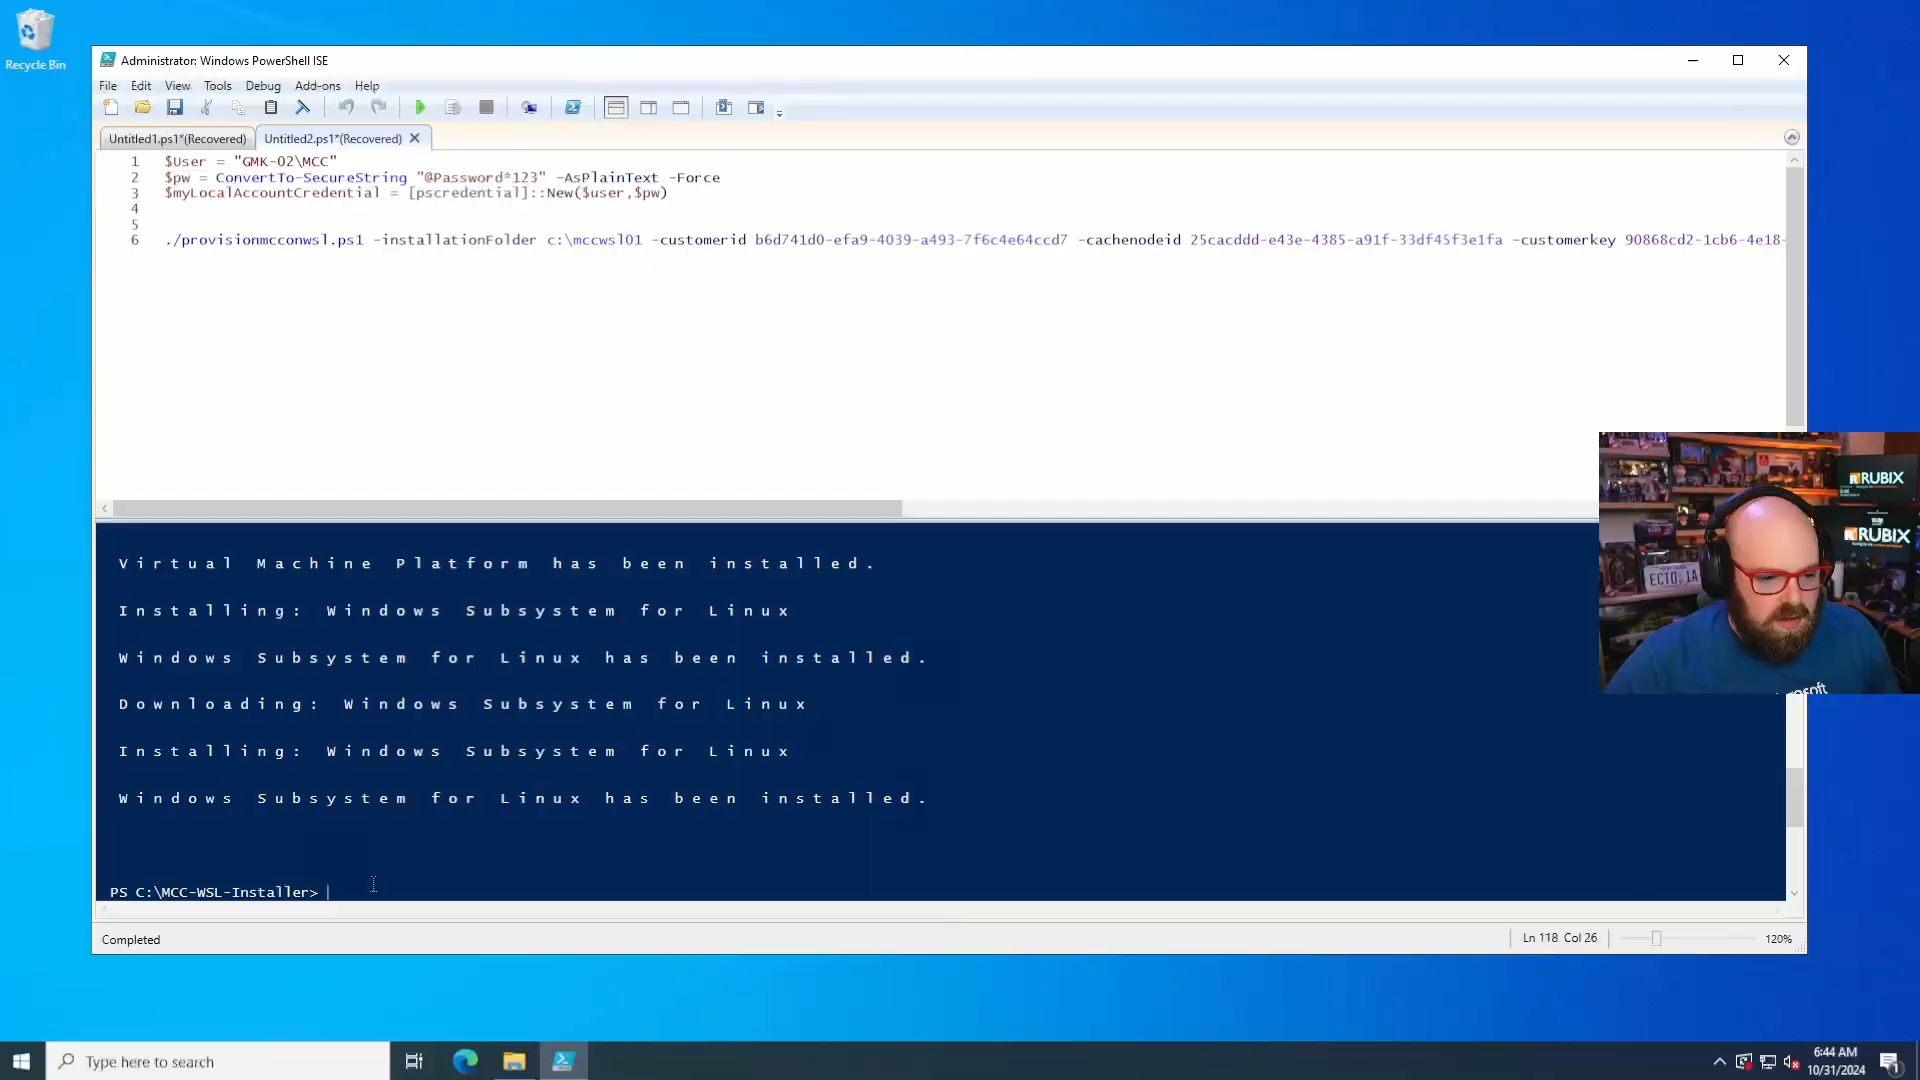 Recycle Bin
Administrator: Windows PowerShell ISE
File Edit View Tools Debug Add-ons Help
Untitled1.ps1*(Recovered) Untitled2.ps1*(Recovered)
1 $User = "GMK-02\MCC"
2 $pw = ConvertTo-SecureString "@Password*123" -AsPlainText -Force
3 $myLocalAccountCredential = [pscredential]::New($user,$pw)
4
5
6 ./provisionmcconwsl.ps1 -installationFolder c:\mccwsl01 -customerid b6d741d0-efa9-4039-a493-7f6c4e64ccd7 -cachenodeid 25cacddd-e43e-4385-a91f-33df45f3e1fa -customerkey 90868cd2-1cb6-4e18-
Virtual Machine Platform has been installed.
Installing: Windows Subsystem for Linux
Windows Subsystem for Linux has been installed.
Downloading: Windows Subsystem for Linux
Installing: Windows Subsystem for Linux
Windows Subsystem for Linux has been installed.
PS C:\MCC-WSL-Installer>
Completed
Ln 118 Col 26
120%
RUBIX
RUBIX
ECTO 1A
Type here to search
6:44 AM
10/31/2024
1